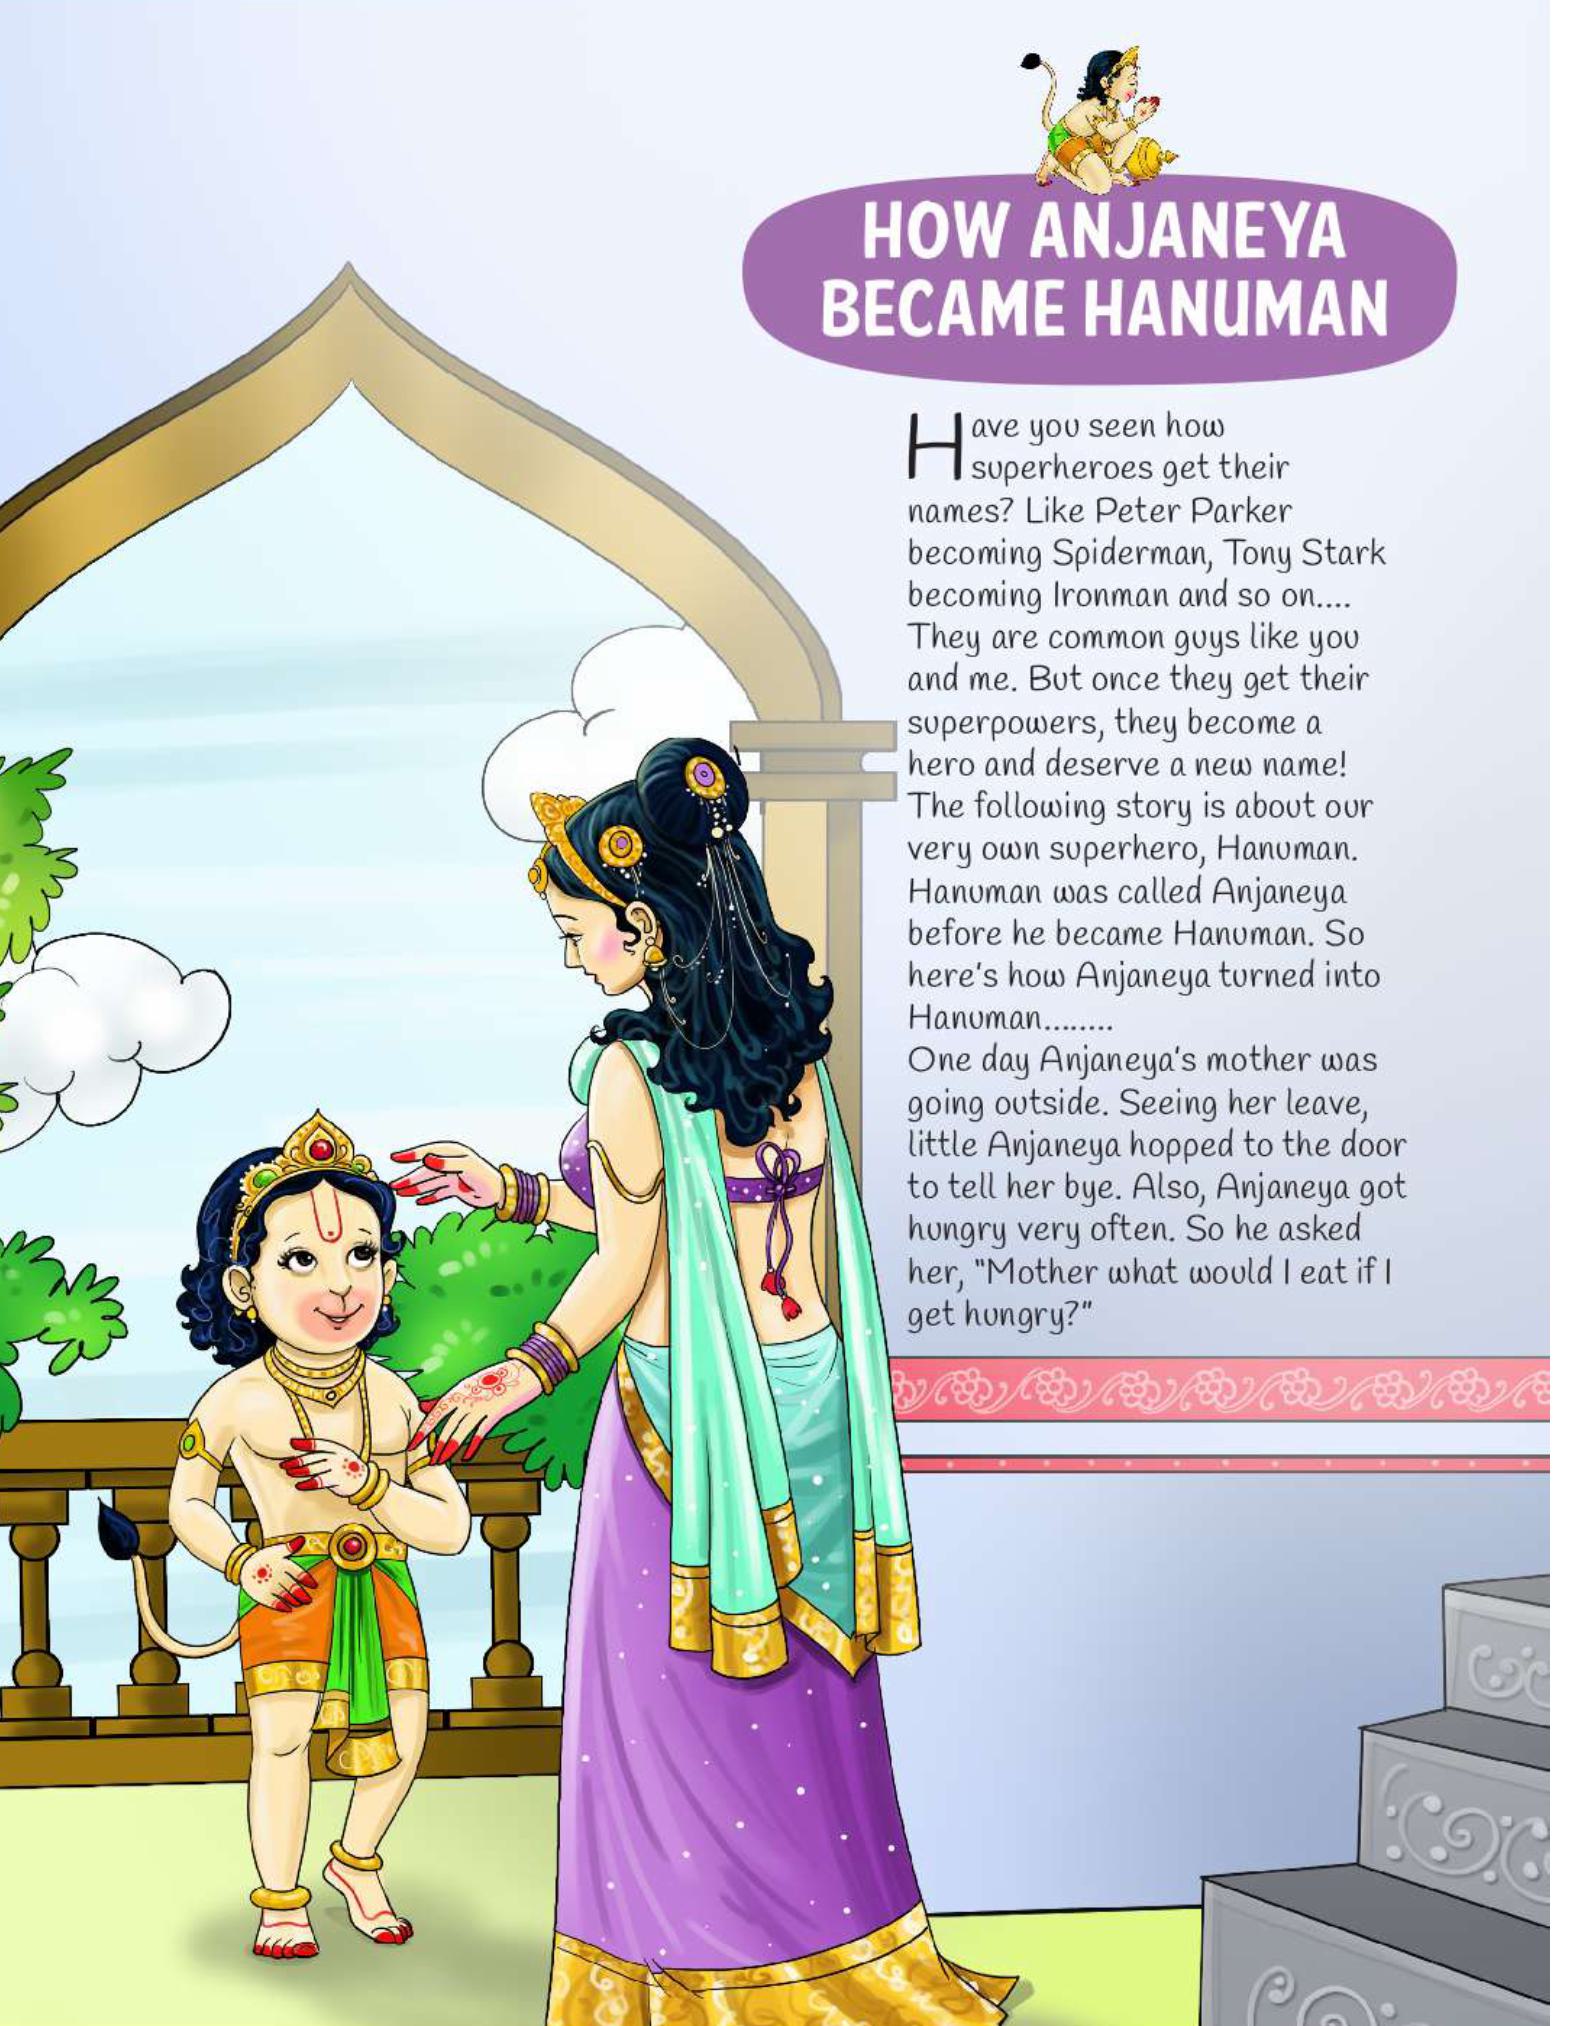 HOW ANJANEYA
BECAME HANUMAN
Have you seen how
superheroes get their
names? Like Peter Parker
becoming Spiderman, Tony Stark
becoming Ironman and so on....
They are common guys like you
and me. But once they get their
superpowers, they become a
hero and deserve a new name!
The following story is about our
very own superhero, Hanuman.
Hanuman was called Anjaneya
before he became Hanuman. So
here's how Anjaneya turned into
Hanuman........
One day Anjaneya's mother was
going outside. Seeing her leave,
little Anjaneya hopped to the door
to tell her bye. Also, Anjaneya got
hungry very often. So he asked
her, "Mother what would I eat if I
get hungry?"